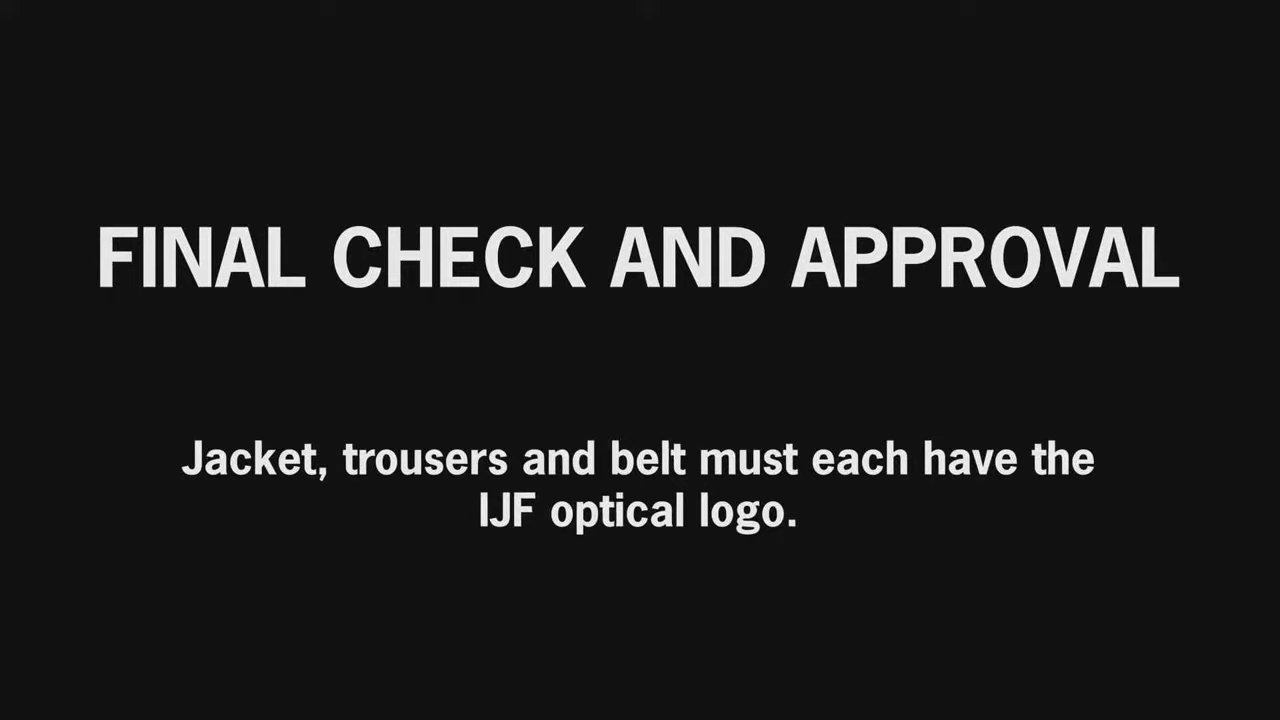 FINAL CHECK AND APPROVAL
Jacket, trousers and belt must each have the
IJF optical logo.